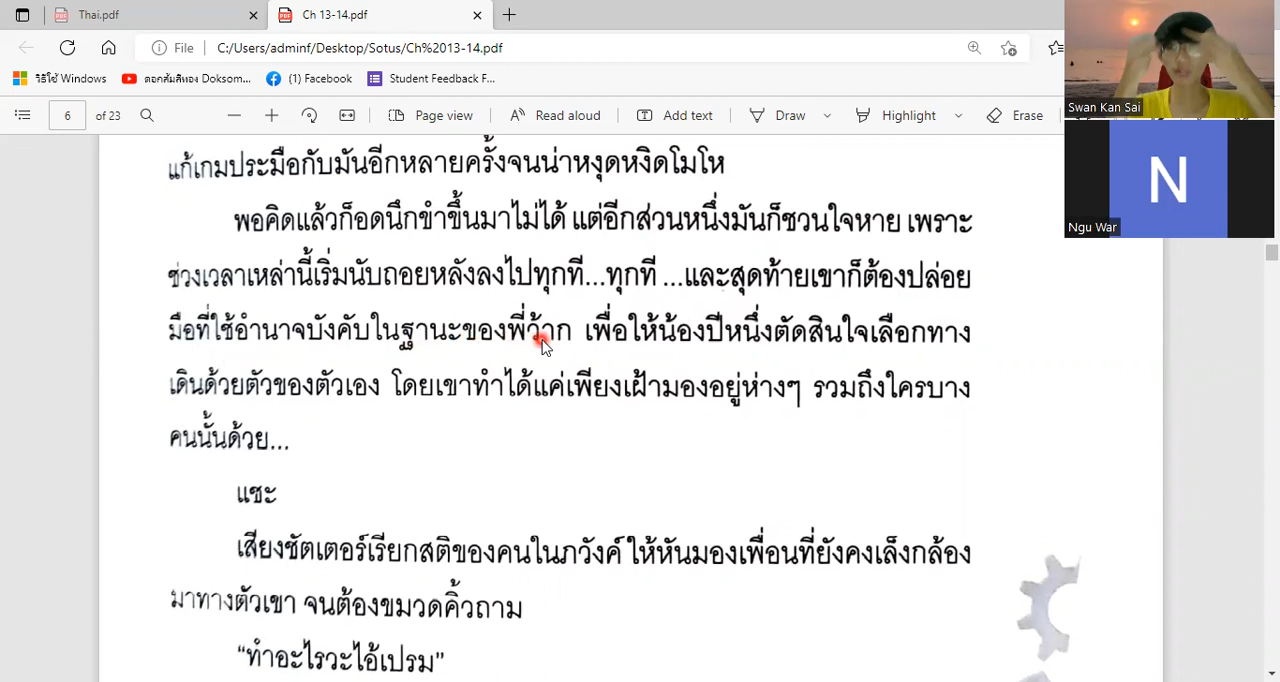 Thai.pdf
Ch 13-14.pdf
File C:/Users/adminf/Desktop/Sotus/Ch%2013-14.pdf
วิธีใช้ Windows
ดอกส้มสีทอง Doksom...
(1) Facebook
Student Feedback F...
6 of 23
Page view
Read aloud
Add text
Draw
Highlight
Erase
Swan Kan Sai
N
Ngu War
แก้เกมประมือกับมันอีกหลายครั้งจนน่าหงุดหงิดโมโห
พอคิดแล้วก็อดนึกขำขึ้นมาไม่ได้ แต่อีกส่วนหนึ่งมันก็ชวนใจหาย เพราะ
ช่วงเวลาเหล่านี้เริ่มนับถอยหลังลงไปทุกที...ทุกที ...และสุดท้ายเขาก็ต้องปล่อย
มือที่ใช้อำนาจบังคับในฐานะของพี่ว้าก เพื่อให้น้องปีหนึ่งตัดสินใจเลือกทาง
เดินด้วยตัวของตัวเอง โดยเขาทำได้แค่เพียงเฝ้ามองอยู่ห่างๆ รวมถึงใครบาง
คนนั้นด้วย...
แชะ
เสียงชัตเตอร์เรียกสติของคนในภวังค์ ให้หันมองเพื่อนที่ยังคงเล็งกล้อง
มาทางตัวเขา จนต้องขมวดคิ้วถาม
“ทำอะไรวะไอ้เปรม”